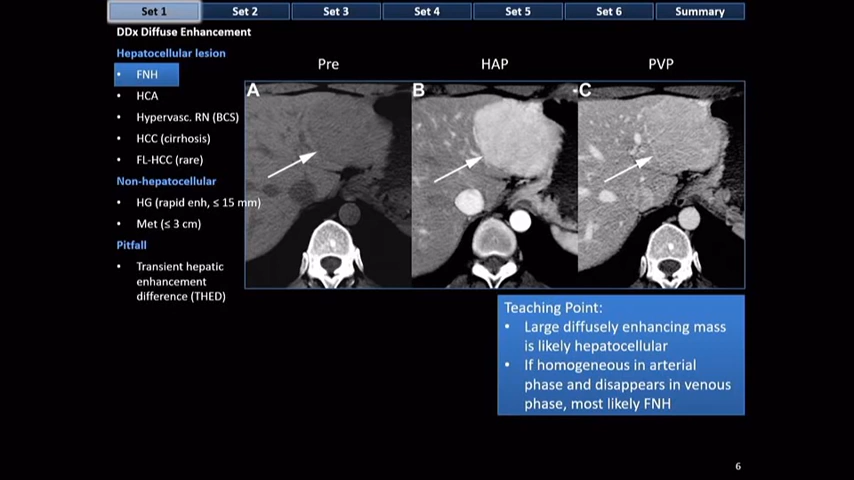 Set 1
Set 2
Set 3
Set 4
Set 5
Set 6
Summary
DDx Diffuse Enhancement
Hepatocellular lesion
• FNH
• HCA
• Hypervasc. RN (BCS)
• HCC (cirrhosis)
• FL-HCC (rare)
Non-hepatocellular
• HG (rapid enh, ≤ 15 mm)
• Met (≤ 3 cm)
Pitfall
• Transient hepatic
enhancement
difference (THED)
Pre
HAP
PVP
A
B
-C
Teaching Point:
• Large diffusely enhancing mass
is likely hepatocellular
• If homogeneous in arterial
phase and disappears in venous
phase, most likely FNH
6